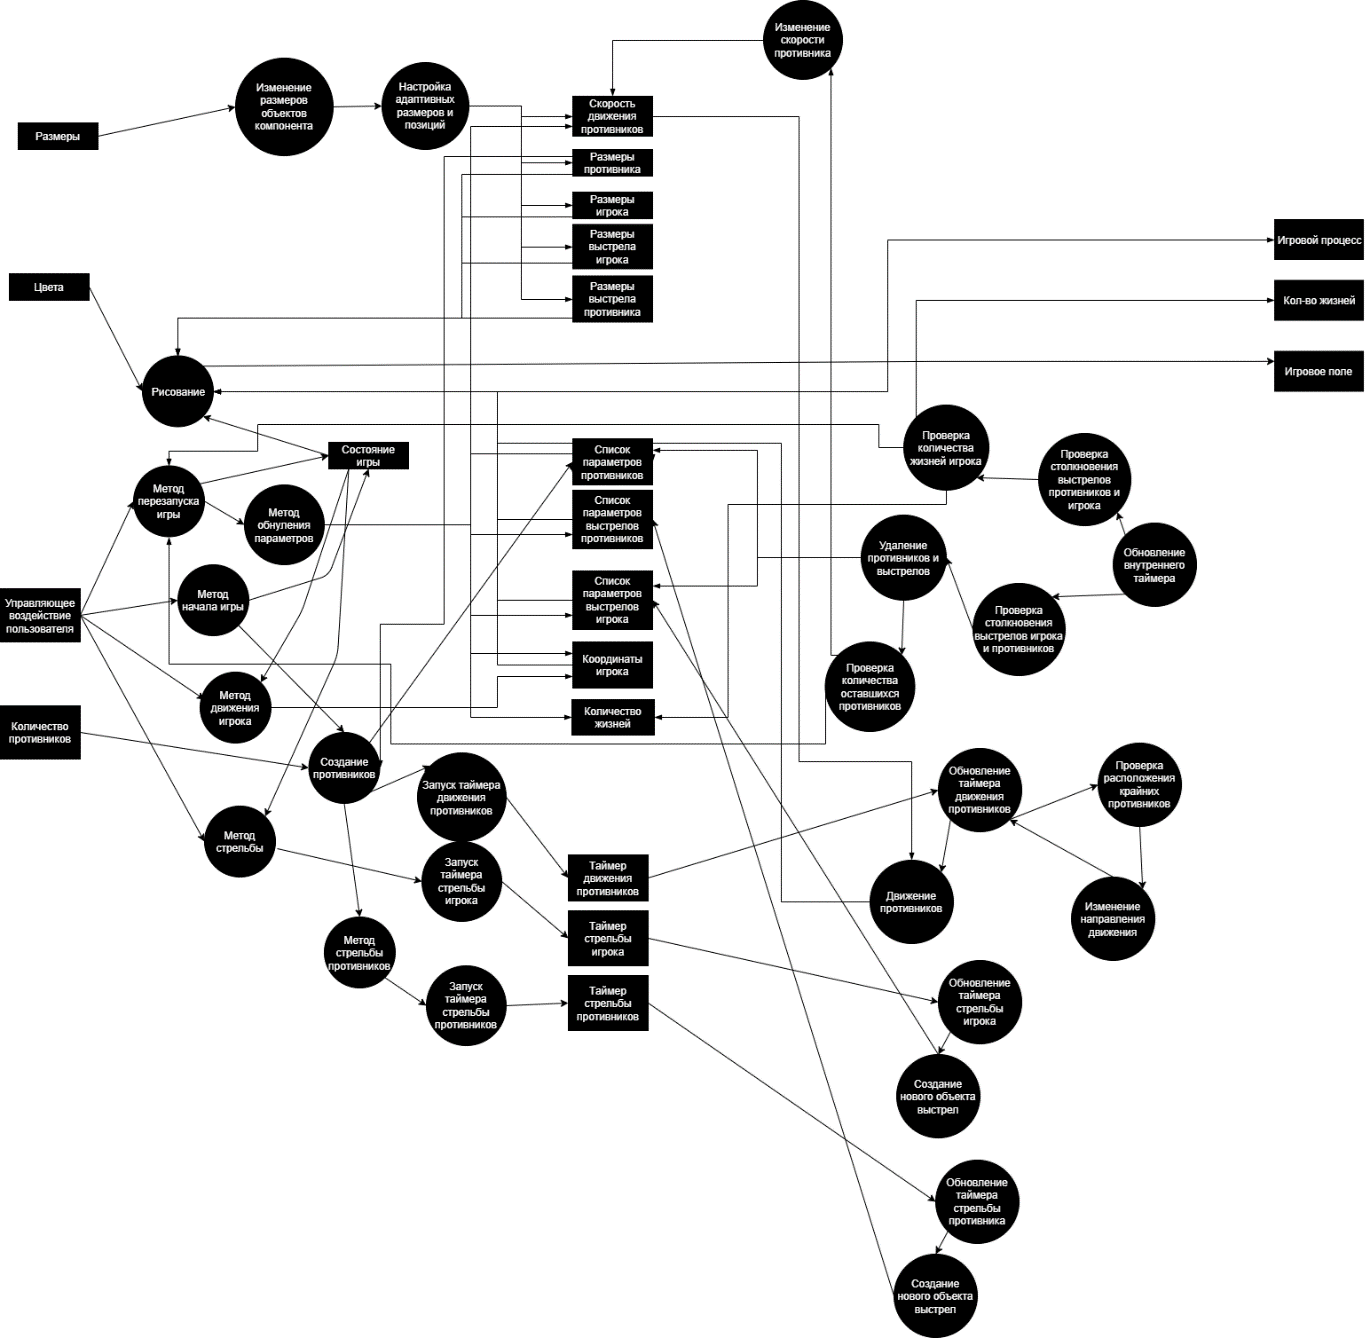 Изменение
скорости
противника
Изменение
размеров
объектов
компонента
Настройка
адаптивных
размеров и
позиций
Размеры
Скорость
движения
противников
Размеры
противника
Размеры
игрока
Размеры
выстрела
игрока
Размеры
выстрела
противника
Игровой процесс
Кол-во жизней
Игровое поле
Цвета
Рисование
Состояние
игры
Метод
перезапуска
игры
Метод
обнуления
параметров
Список
параметров
противников
Список
параметров
выстрелов
противников
Список
параметров
выстрелов
игрока
Координаты
игрока
Количество
жизней
Проверка
количества
жизней игрока
Проверка
столкновения
выстрелов
противников и
игрока
Удаление
противников и
выстрелов
Обновление
внутреннего
таймера
Проверка
столкновения
выстрелов игрока
и противников
Проверка
количества
оставшихся
противников
Управляющее
воздействие
пользователя
Метод
начала игры
Метод
движения
игрока
Количество
противников
Создание
противников
Метод
стрельбы
Запуск таймера
движения
противников
Запуск
таймера
стрельбы
игрока
Метод
стрельбы
противников
Запуск
таймера
стрельбы
противников
Таймер
движения
противников
Таймер
стрельбы
игрока
Таймер
стрельбы
противников
Обновление
таймера
движения
противников
Проверка
расположения
крайних
противников
Движение
противников
Изменение
направления
движения
Обновление
таймера
стрельбы
игрока
Создание
нового объекта
выстрел
Обновление
таймера
стрельбы
противника
Создание
нового объекта
выстрел